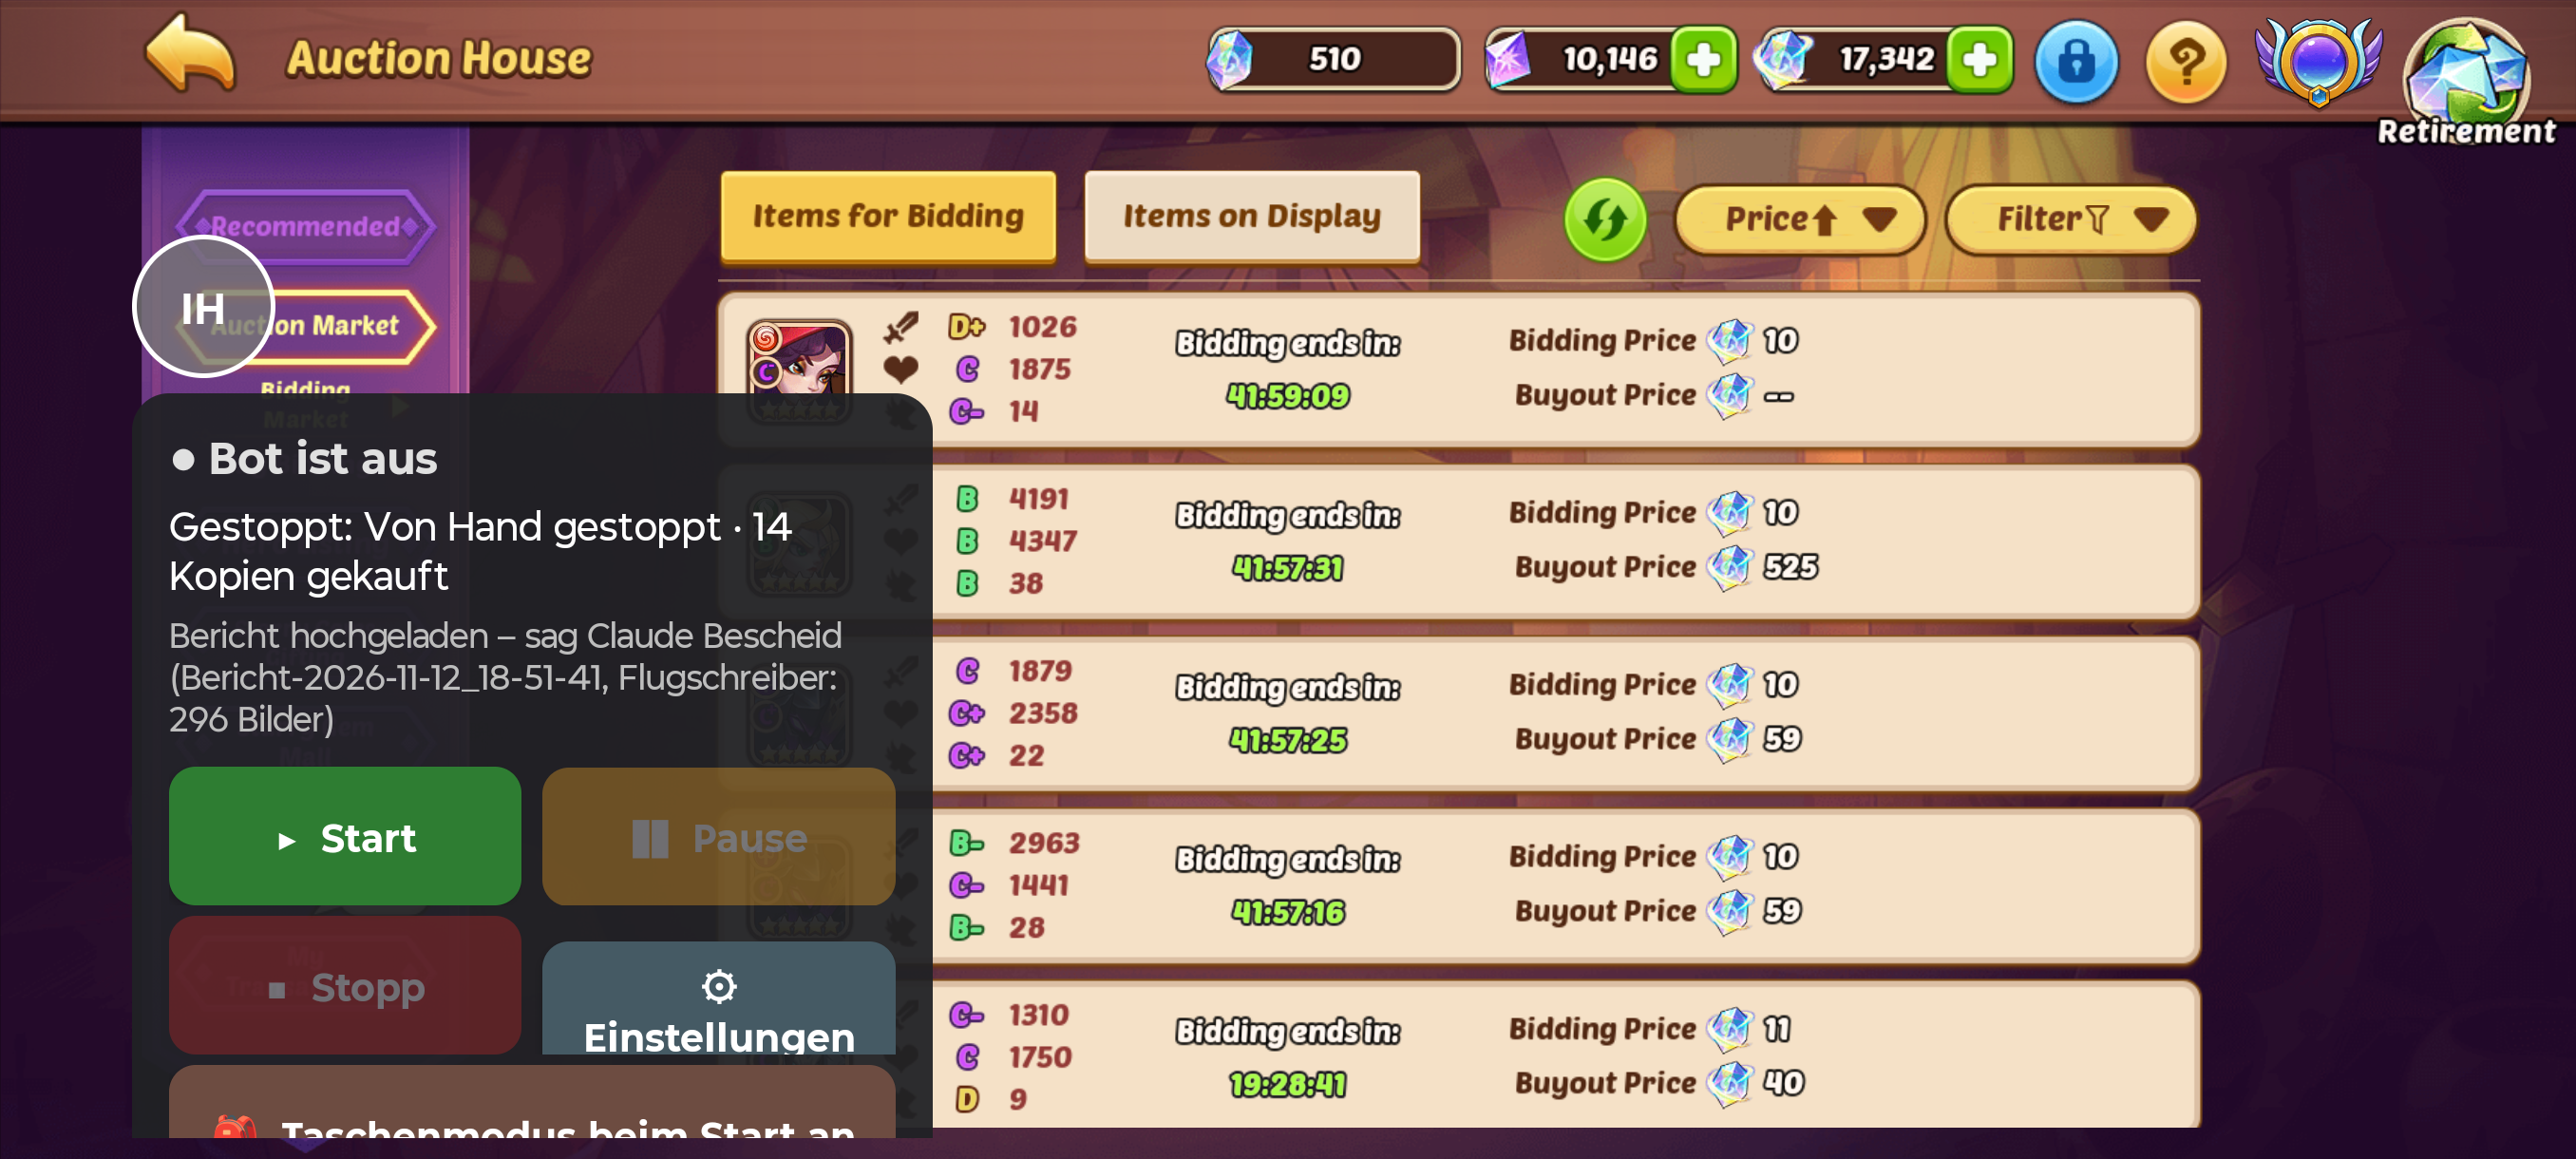 Auction House
510
10,146
17,342
Retirement
Recommended
Items for Bidding
Items on Display
Price
Filter
IH
Auction Market
Bidding
Market
D+ 1026
C 1875
C- 14
Bidding ends in:
41:59:09
Bidding Price 10
Buyout Price --
● Bot ist aus
Gestoppt: Von Hand gestoppt · 14
Kopien gekauft
Bericht hochgeladen – sag Claude Bescheid
(Bericht-2026-11-12_18-51-41, Flugschreiber:
296 Bilder)
Start
Pause
Stopp
Einstellungen
Taschenmodus beim Start an
B 4191
B 4347
B 38
Bidding ends in:
41:57:31
Bidding Price 10
Buyout Price 525
C 1879
C+ 2358
C+ 22
Bidding ends in:
41:57:25
Bidding Price 10
Buyout Price 59
B- 2963
C- 1441
B- 28
Bidding ends in:
41:57:16
Bidding Price 10
Buyout Price 59
C- 1310
C 1750
D 9
Bidding ends in:
19:28:41
Bidding Price 11
Buyout Price 40